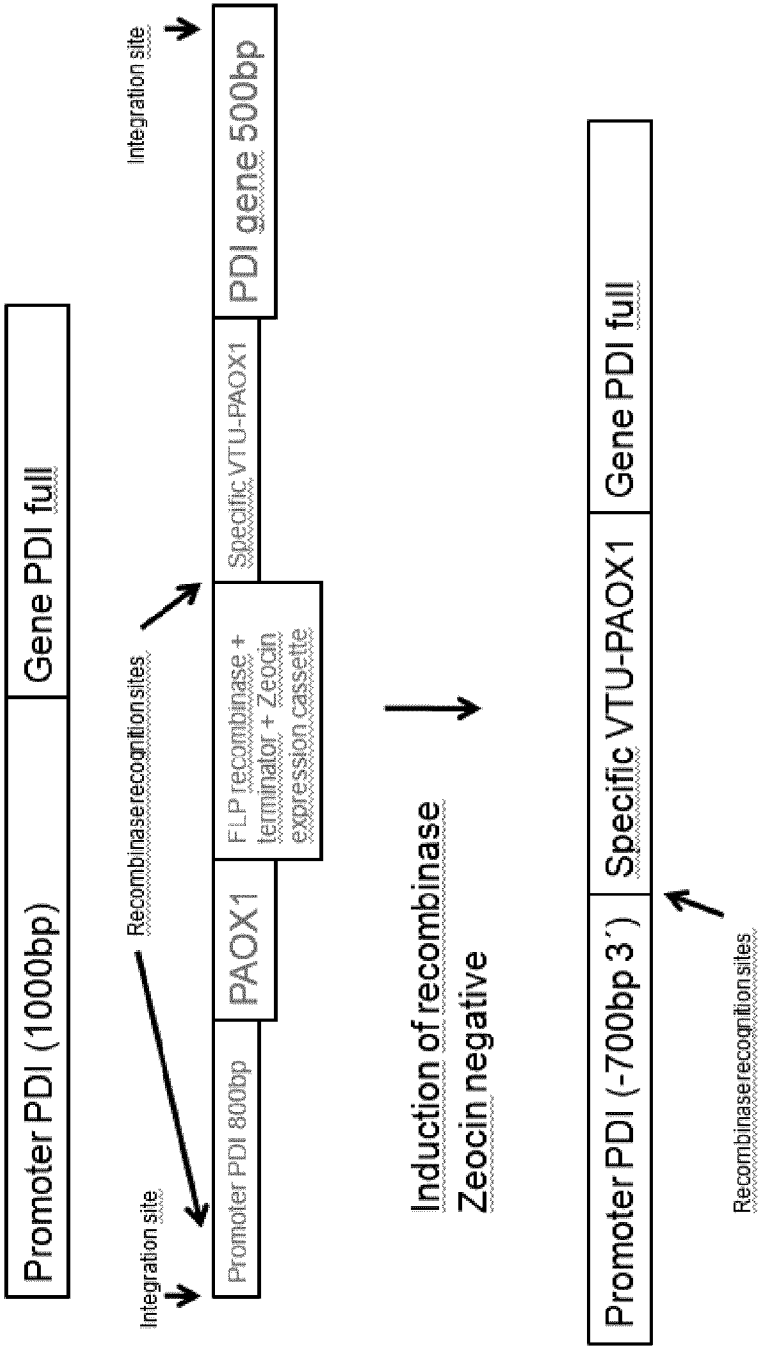 Promoter PDI (1000bp)
Gene PDI full
Integration site
Recombinase recognition sites
Integration site
Promoter PDI 800bp
PAOX1
FLP recombinase +
terminator + Zeocin
expression cassette
Specific VTU-PAOX1
PDI gene 500bp
Induction of recombinase
Zeocin negative
Promoter PDI (-700bp 3´)
Specific VTU-PAOX1
Gene PDI full
Recombinase recognition sites